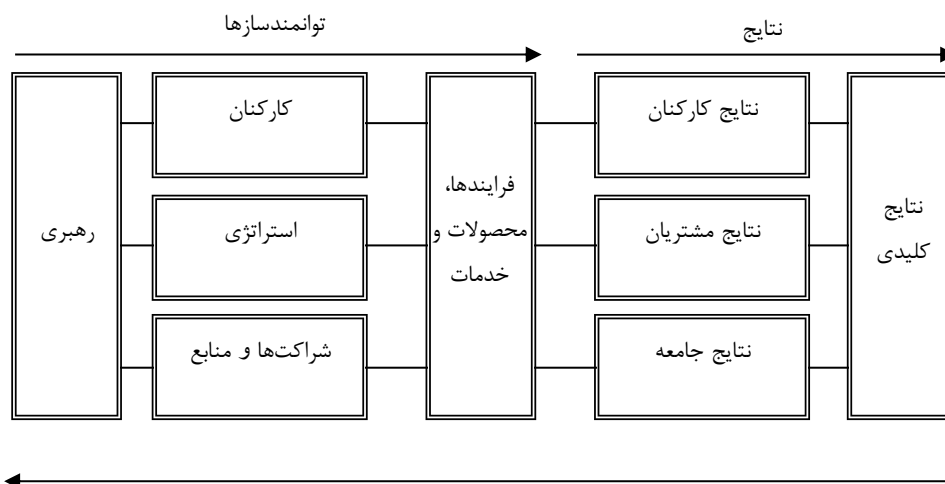 توانمندسازها
نتایج
رهبری
کارکنان
استراتژی
شراکت‌ها و منابع
فرایندها،
محصولات و
خدمات
نتایج کارکنان
نتایج مشتریان
نتایج جامعه
نتایج
کلیدی